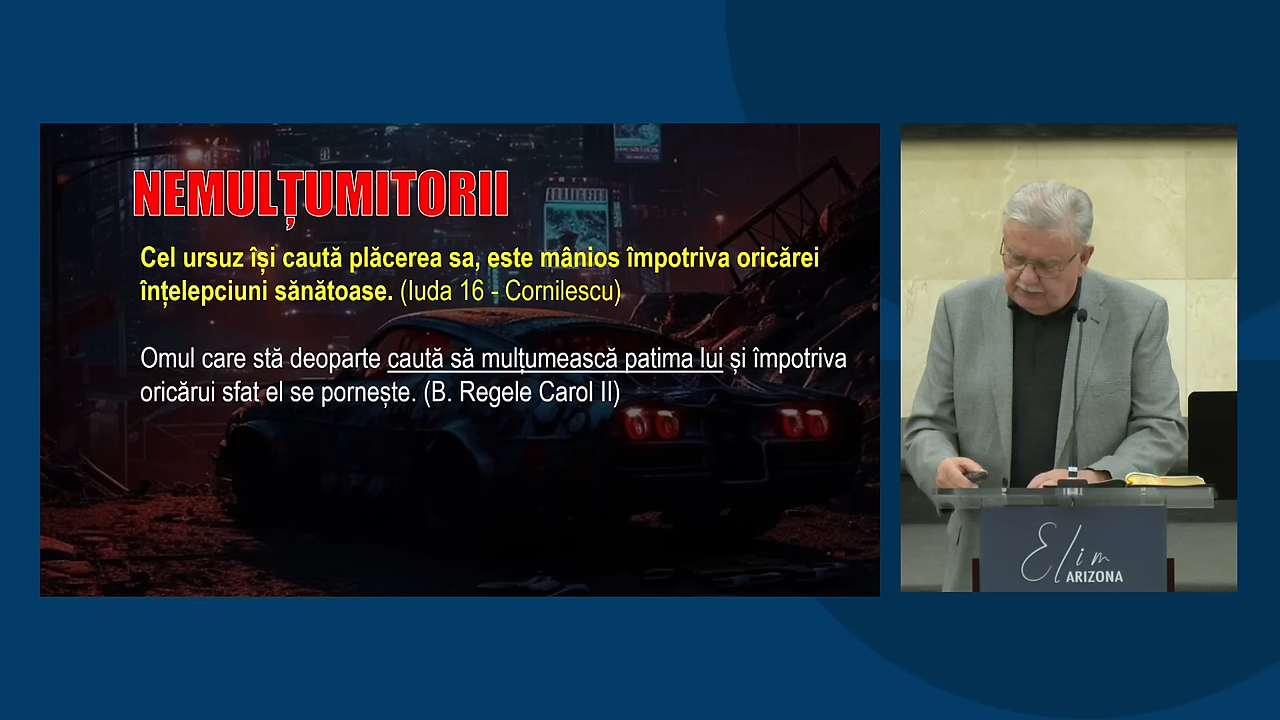 NEMULȚUMITORII
Cel ursuz își caută plăcerea sa, este mânios împotriva oricărei
înțelepciuni sănătoase. (Iuda 16 - Cornilescu)
Omul care stă deoparte caută să mulțumească patima lui și împotriva
oricărui sfat el se pornește. (B. Regele Carol II)
Elim
ARIZONA